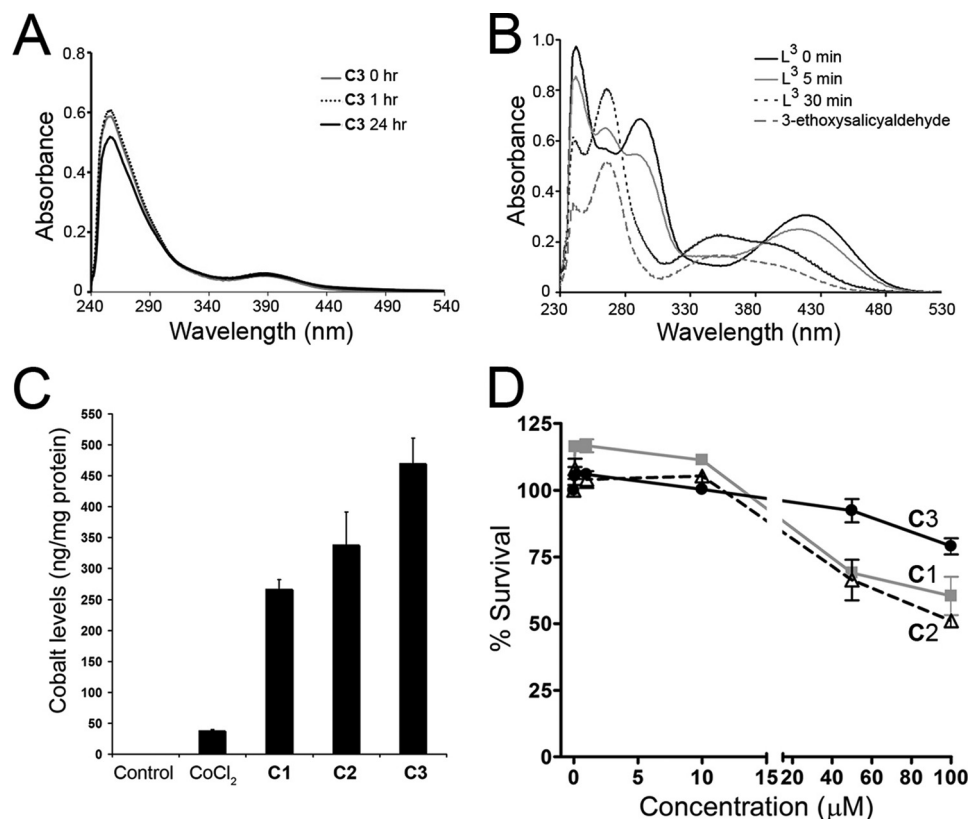 A
Absorbance
0.8
0.6
0.4
0.2
0
C3 0 hr
C3 1 hr
C3 24 hr
240 290 340 390 440 490 540
Wavelength (nm)
B
Absorbance
1.0
0.8
0.6
0.4
0.2
0
L³ 0 min
L³ 5 min
L³ 30 min
3-ethoxysalicyaldehyde
230 280 330 380 430 480 530
Wavelength (nm)
C
Cobalt levels (ng/mg protein)
550
500
450
400
350
300
250
200
150
100
50
0
Control CoCl₂ C1 C2 C3
D
% Survival
125
100
75
50
25
0
C3
C1
C2
0 5 10 15 20 40 60 80 100
Concentration (μM)